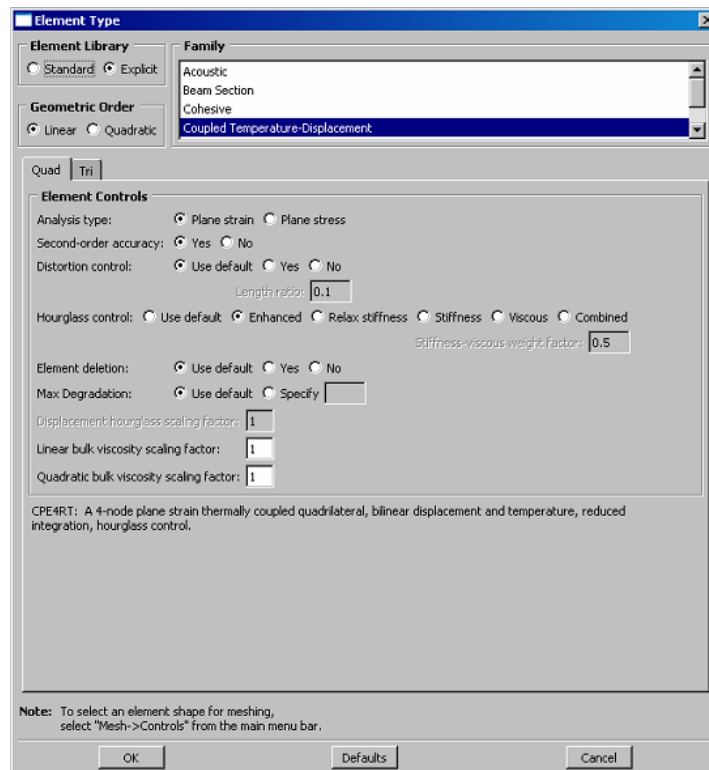 Element Type
Element Library
Family
Standard Explicit
Acoustic
Beam Section
Cohesive
Coupled Temperature-Displacement
Geometric Order
Linear Quadratic
Quad Tri
Element Controls
Analysis type: Plane strain Plane stress
Second-order accuracy: Yes No
Distortion control: Use default Yes No
Length ratio: 0.1
Hourglass control: Use default Enhanced Relax stiffness Stiffness Viscous Combined
Stiffness-viscous weight factor: 0.5
Element deletion: Use default Yes No
Max Degradation: Use default Specify
Displacement hourglass scaling factor: 1
Linear bulk viscosity scaling factor: 1
Quadratic bulk viscosity scaling factor: 1
CPE4RT: A 4-node plane strain thermally coupled quadrilateral, bilinear displacement and temperature, reduced
integration, hourglass control.
Note: To select an element shape for meshing,
select "Mesh->Controls" from the main menu bar.
OK Defaults Cancel